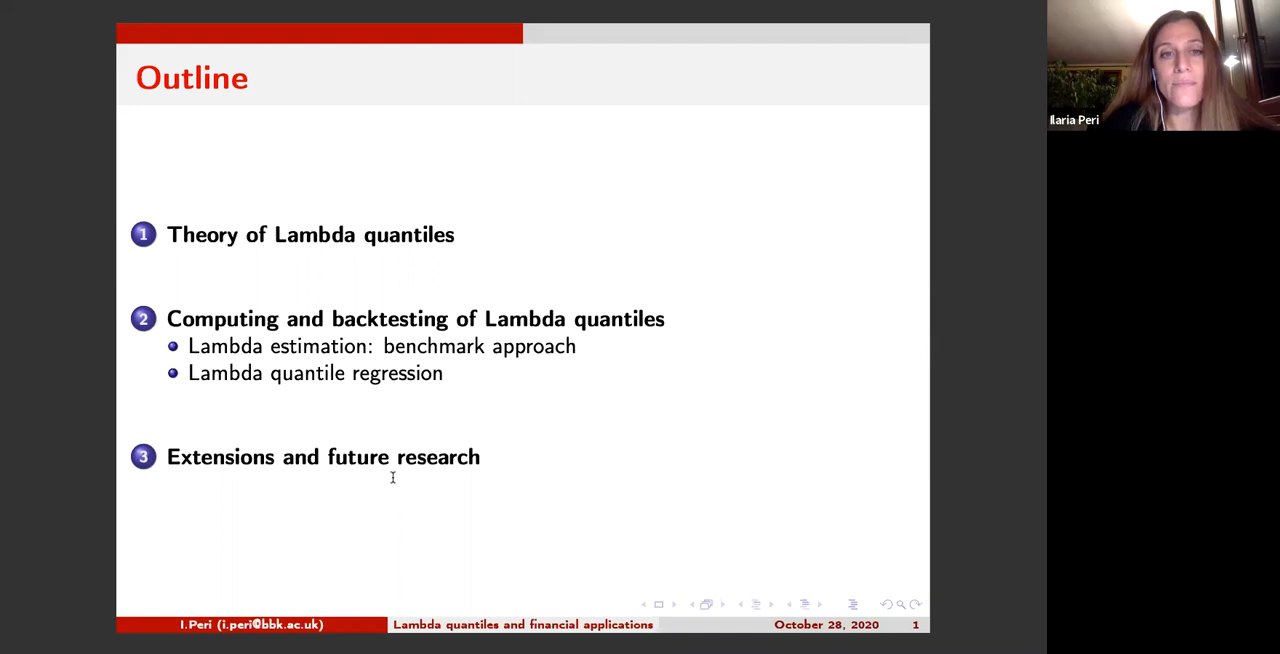 Outline
1 Theory of Lambda quantiles
2 Computing and backtesting of Lambda quantiles
Lambda estimation: benchmark approach
Lambda quantile regression
3 Extensions and future research
I.Peri (i.peri@bbk.ac.uk) Lambda quantiles and financial applications October 28, 2020 1
Ilaria Peri